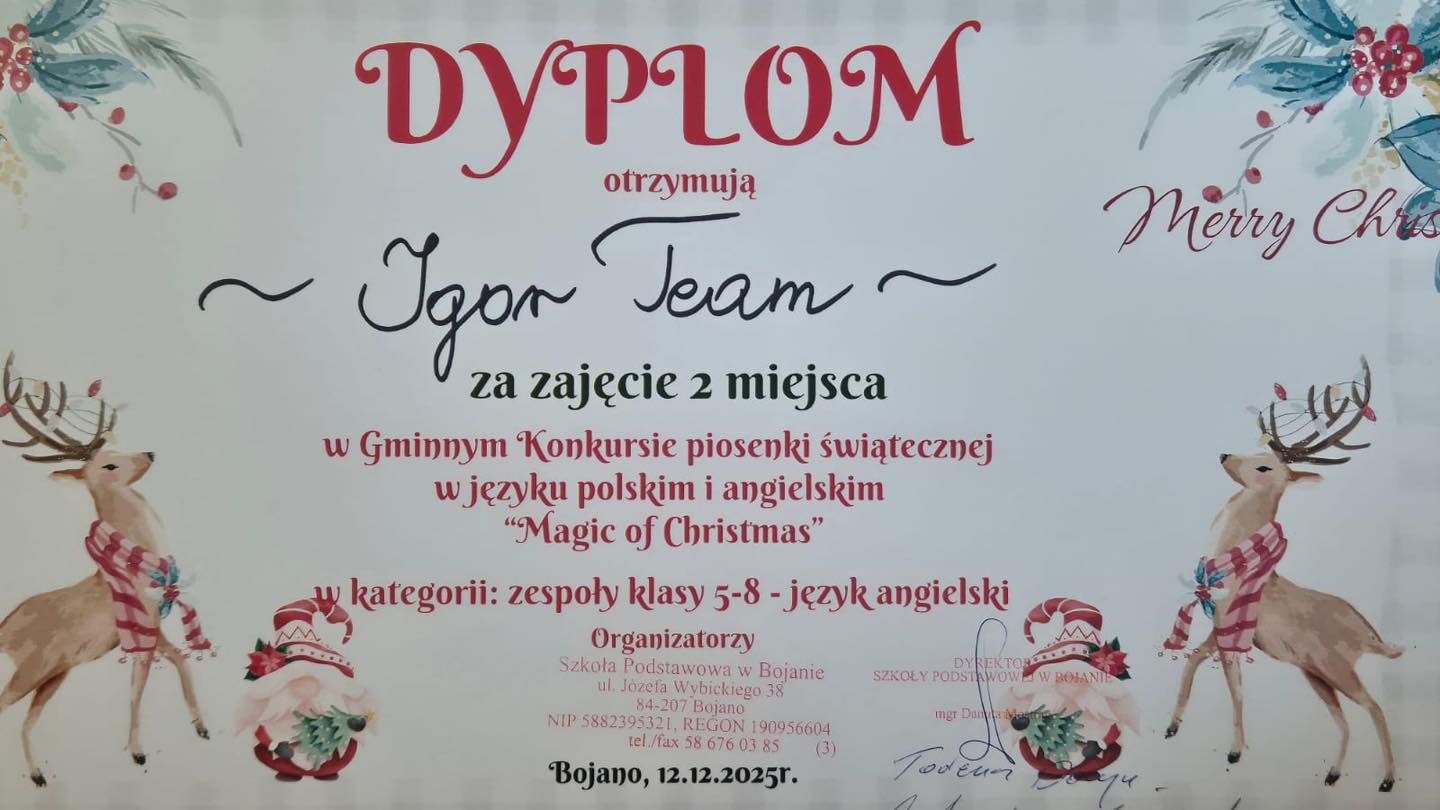 DYPLOM
otrzymują
Merry Chris
~ Igor Team ~
za zajęcie 2 miejsca
w Gminnym Konkursie piosenki świątecznej
w języku polskim i angielskim
“Magic of Christmas”
w kategorii: zespoły klasy 5-8 - język angielski
Organizatorzy
Szkoła Podstawowa w Bojanie
ul. Józefa Wybickiego 38
84-207 Bojano
NIP 5882395321, REGON 190956604
tel./fax 58 676 03 85 (3)
DYREKTOR
SZKOŁY PODSTAWOWEJ W BOJANIE
mgr Danuta
Bojano, 12.12.2025r.